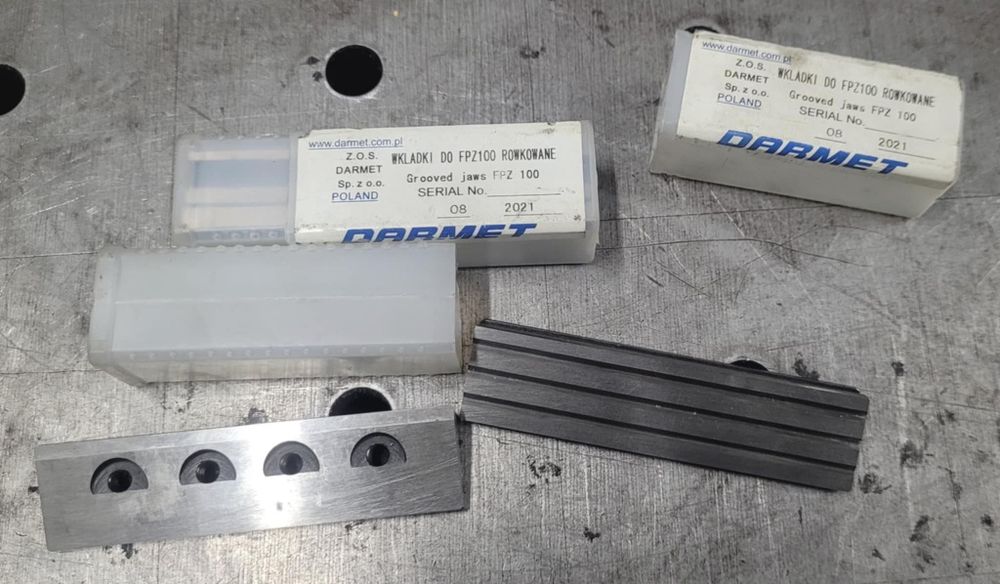 www.darmet.com.pl
Z.O.S.
DARMET
Sp. z o.o.
POLAND
WKLADKI DO FPZ100 ROWKOWANE
Grooved jaws FPZ 100
SERIAL No.
08 2021
DARMET
www.darmet.com.pl
Z.O.S.
DARMET
Sp. z o.o.
POLAND
WKLADKI DO FPZ100 ROWKOWANE
Grooved jaws FPZ 100
SERIAL No.
08 2021
DARMET